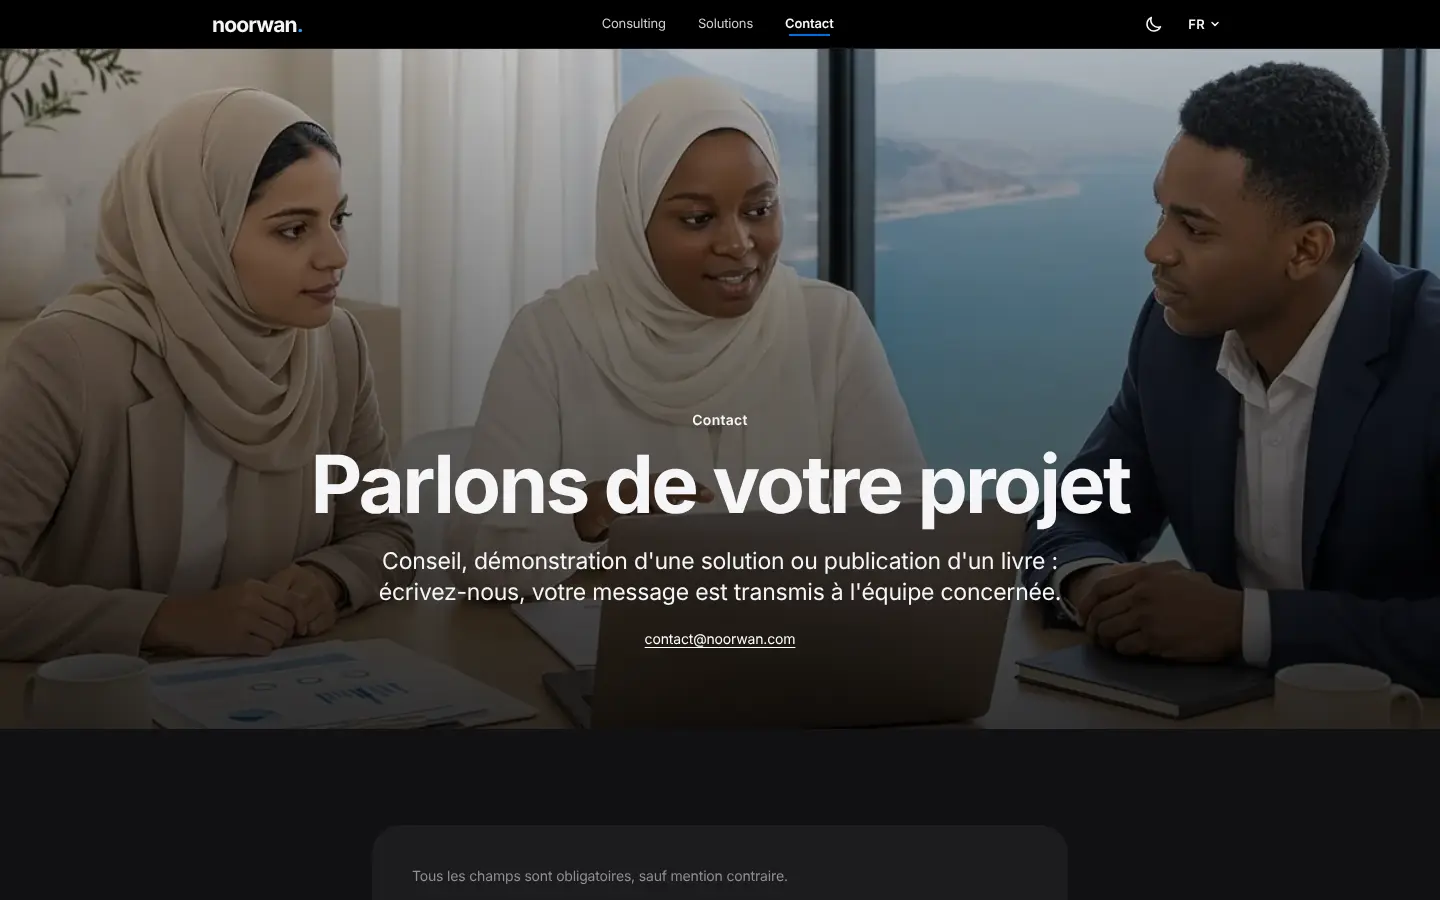 noorwan.
Consulting
Solutions
Contact
FR
Contact
Parlons de votre projet
Conseil, démonstration d'une solution ou publication d'un livre :
écrivez-nous, votre message est transmis à l'équipe concernée.
contact@noorwan.com
Tous les champs sont obligatoires, sauf mention contraire.